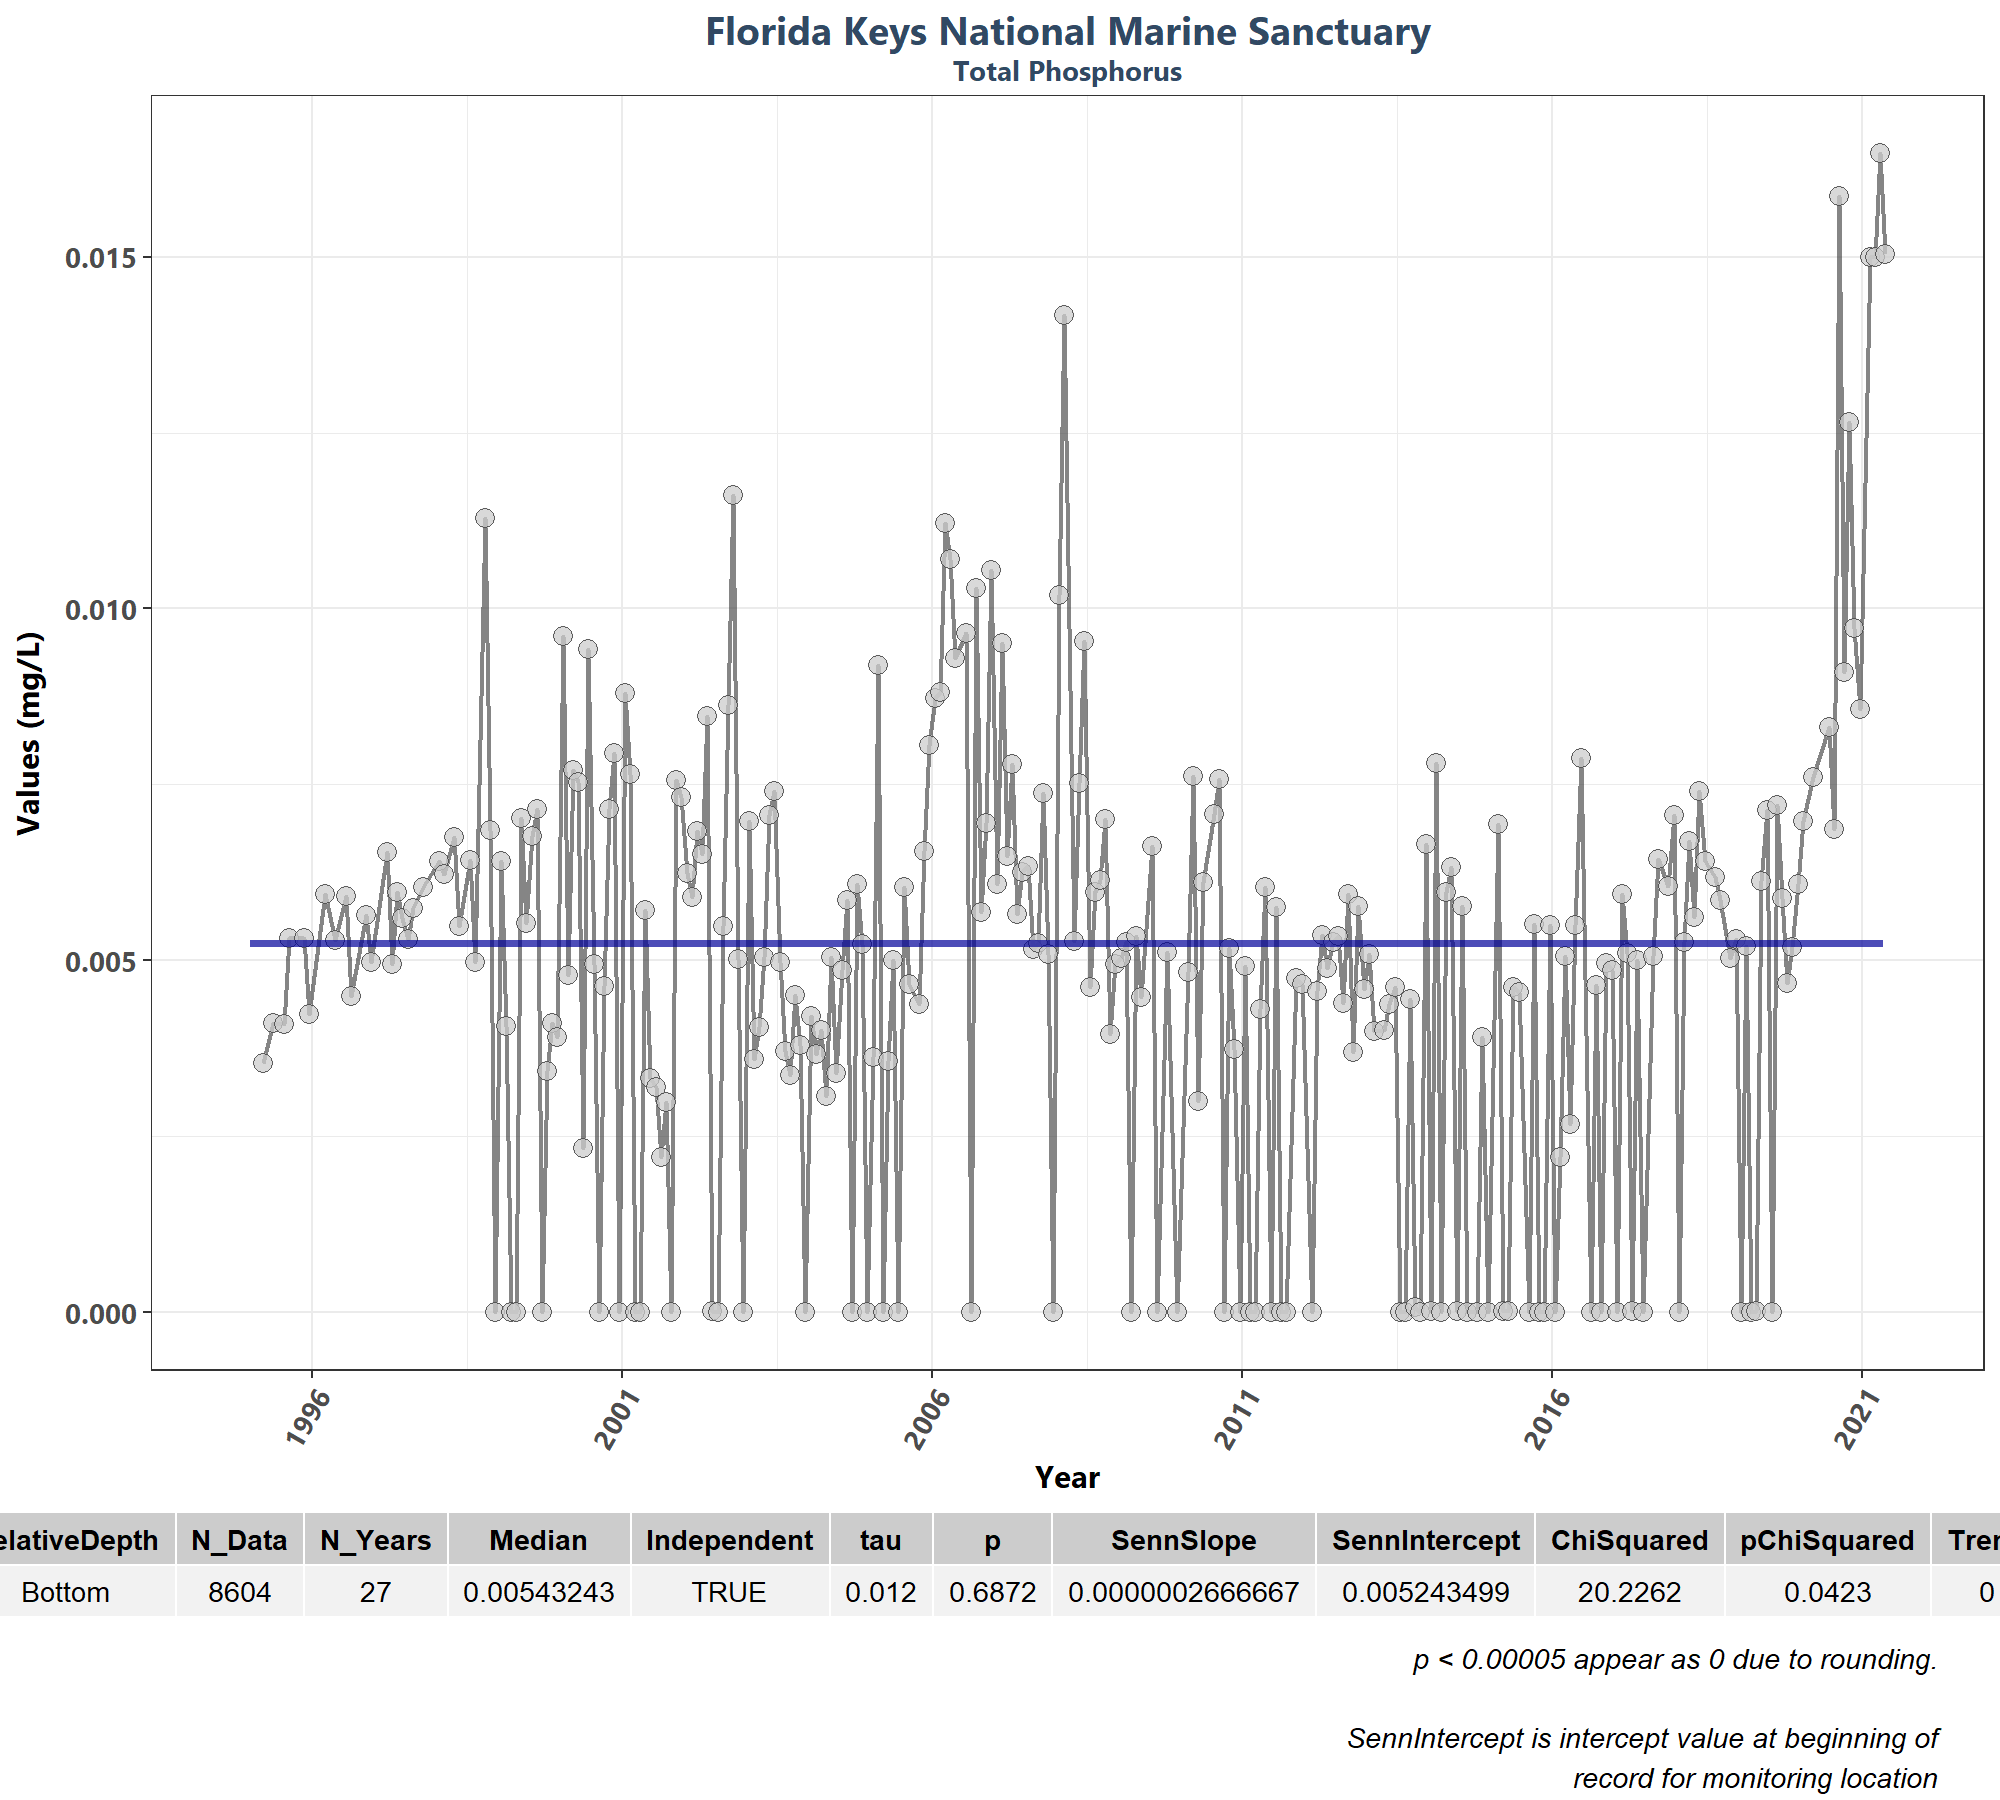 Florida Keys National Marine Sanctuary
Total Phosphorus
0.015
0.010
0.005
0.000
Values (mg/L)
1996 2001 2006 2011 2016 2021
Year
elativeDepth N_Data N_Years Median Independent tau p SennSlope SennIntercept ChiSquared pChiSquared Tren
Bottom 8604 27 0.00543243 TRUE 0.012 0.6872 0.0000002666667 0.005243499 20.2262 0.0423 0
p < 0.00005 appear as 0 due to rounding.
SennIntercept is intercept value at beginning of
record for monitoring location